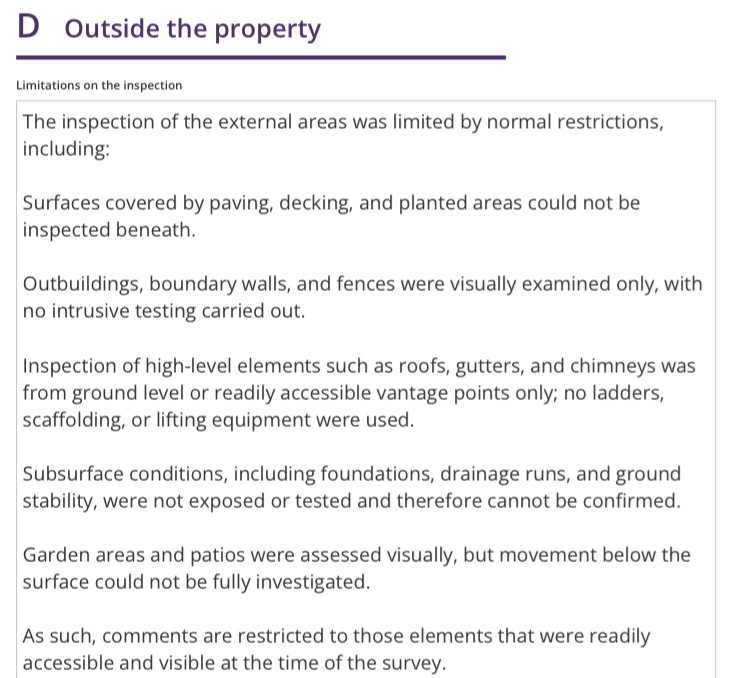 D Outside the property
Limitations on the inspection
The inspection of the external areas was limited by normal restrictions,
including:
Surfaces covered by paving, decking, and planted areas could not be
inspected beneath.
Outbuildings, boundary walls, and fences were visually examined only, with
no intrusive testing carried out.
Inspection of high-level elements such as roofs, gutters, and chimneys was
from ground level or readily accessible vantage points only; no ladders,
scaffolding, or lifting equipment were used.
Subsurface conditions, including foundations, drainage runs, and ground
stability, were not exposed or tested and therefore cannot be confirmed.
Garden areas and patios were assessed visually, but movement below the
surface could not be fully investigated.
As such, comments are restricted to those elements that were readily
accessible and visible at the time of the survey.